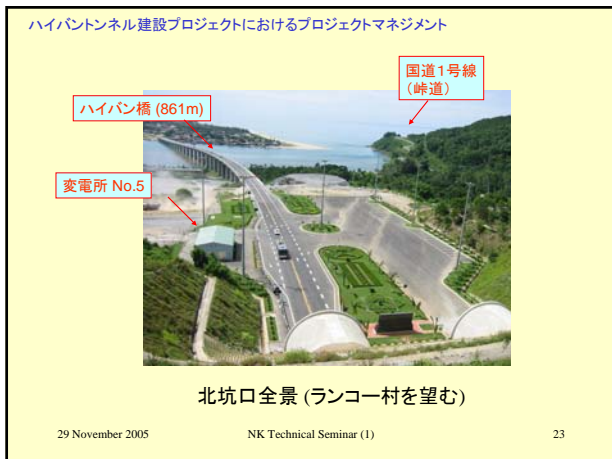 ハイバントンネル建設プロジェクトにおけるプロジェクトマネジメント
国道1号線
(峠道)
ハイバン橋 (861m)
変電所 No.5
北坑口全景 (ランコー村を望む)
29 November 2005
NK Technical Seminar (1)
23